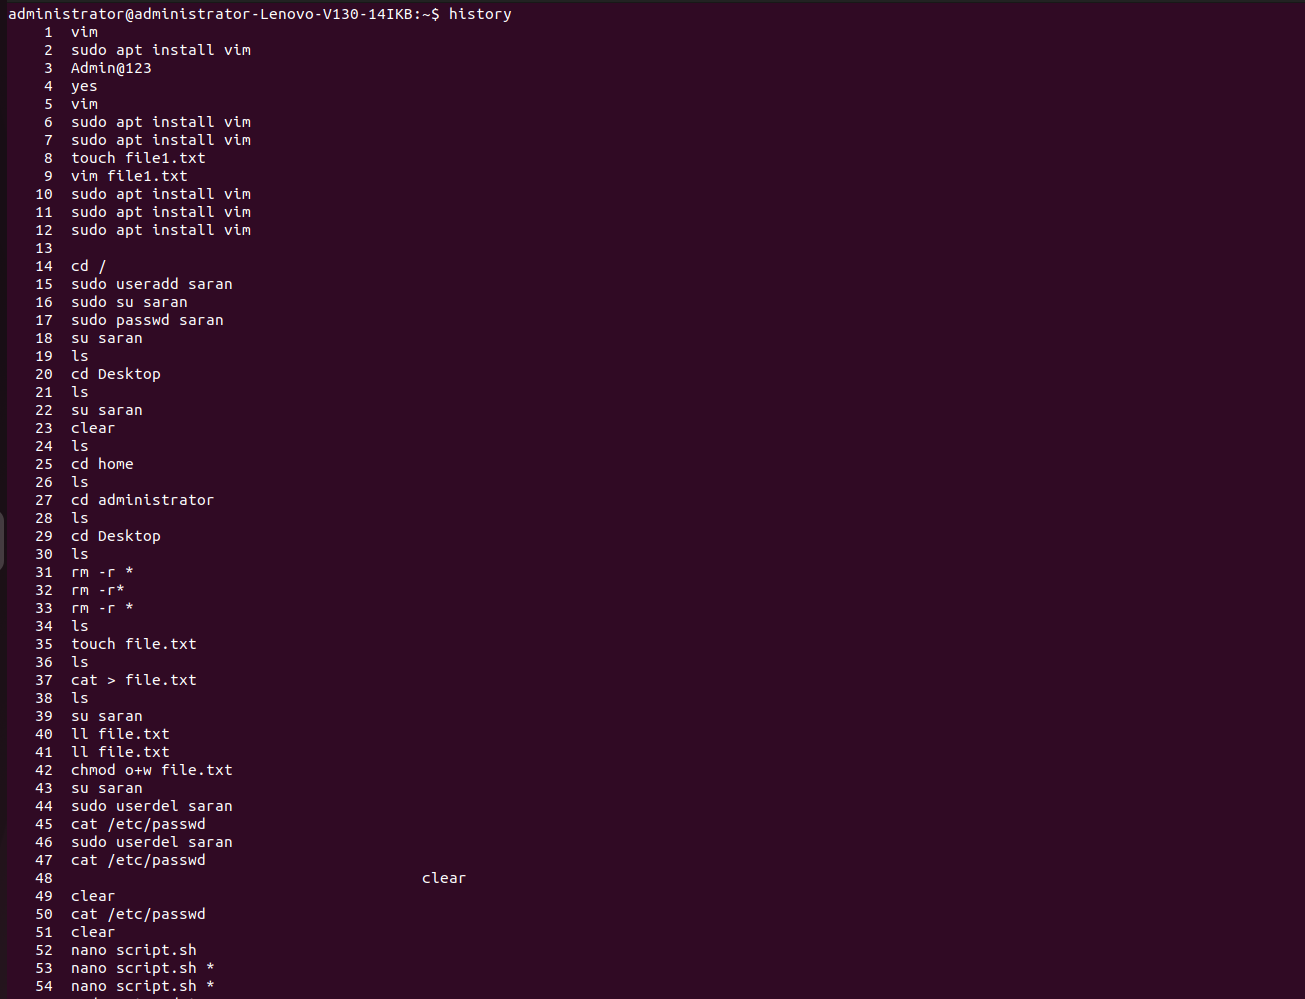 administrator@administrator-Lenovo-V130-14IKB:~$ history
1 vim
2 sudo apt install vim
3 Admin@123
4 yes
5 vim
6 sudo apt install vim
7 sudo apt install vim
8 touch file1.txt
9 vim file1.txt
10 sudo apt install vim
11 sudo apt install vim
12 sudo apt install vim
13
14 cd /
15 sudo useradd saran
16 sudo su saran
17 sudo passwd saran
18 su saran
19 ls
20 cd Desktop
21 ls
22 su saran
23 clear
24 ls
25 cd home
26 ls
27 cd administrator
28 ls
29 cd Desktop
30 ls
31 rm -r *
32 rm -r*
33 rm -r *
34 ls
35 touch file.txt
36 ls
37 cat > file.txt
38 ls
39 su saran
40 ll file.txt
41 ll file.txt
42 chmod o+w file.txt
43 su saran
44 sudo userdel saran
45 cat /etc/passwd
46 sudo userdel saran
47 cat /etc/passwd
48 clear
49 clear
50 cat /etc/passwd
51 clear
52 nano script.sh
53 nano script.sh *
54 nano script.sh *